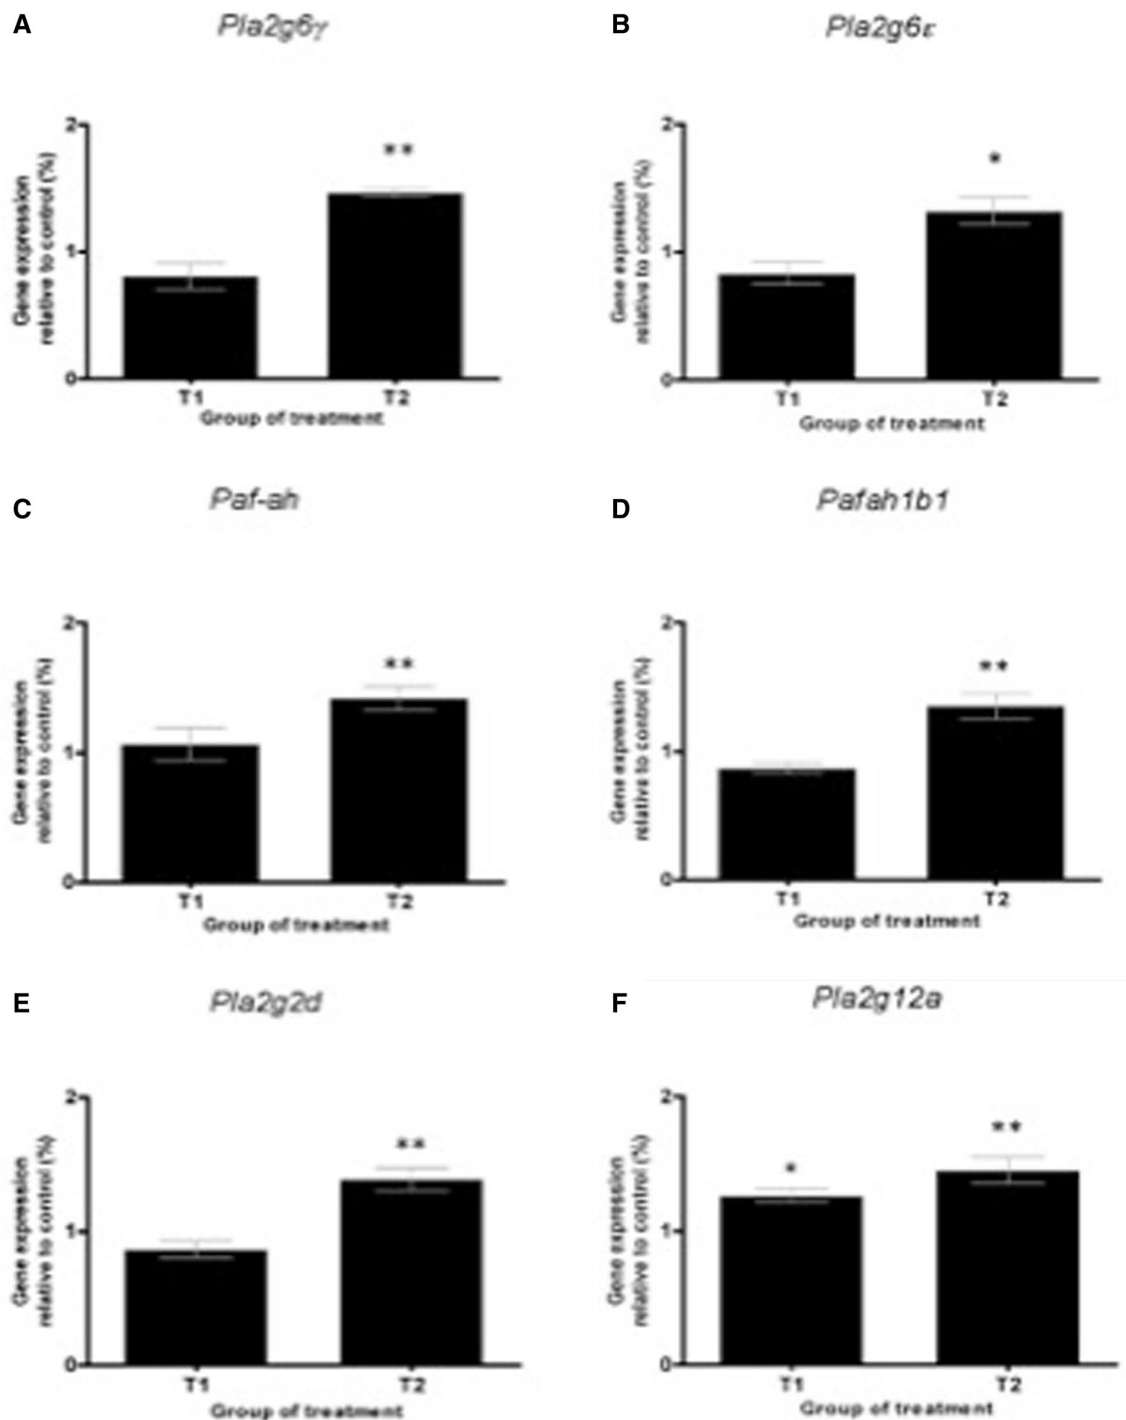 A
Pla2g6γ
2
**
Gene expression
relative to control (%)
1
0
T1 T2
Group of treatment
B
Pla2g6ε
2
*
Gene expression
relative to control (%)
1
0
T1 T2
Group of treatment
C
Paf-ah
2
**
Gene expression
relative to control (%)
1
0
T1 T2
Group of treatment
D
Pafah1b1
2
**
Gene expression
relative to control (%)
1
0
T1 T2
Group of treatment
E
Pla2g2d
2
**
Gene expression
relative to control (%)
1
0
T1 T2
Group of treatment
F
Pla2g12a
2
**
*
Gene expression
relative to control (%)
1
0
T1 T2
Group of treatment